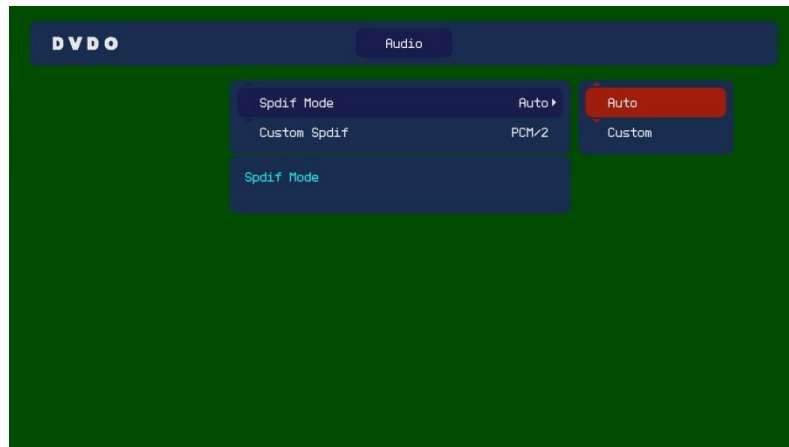 DVDO Audio
Spdif Mode Auto Auto
Custom Spdif PCM/2 Custom
Spdif Mode